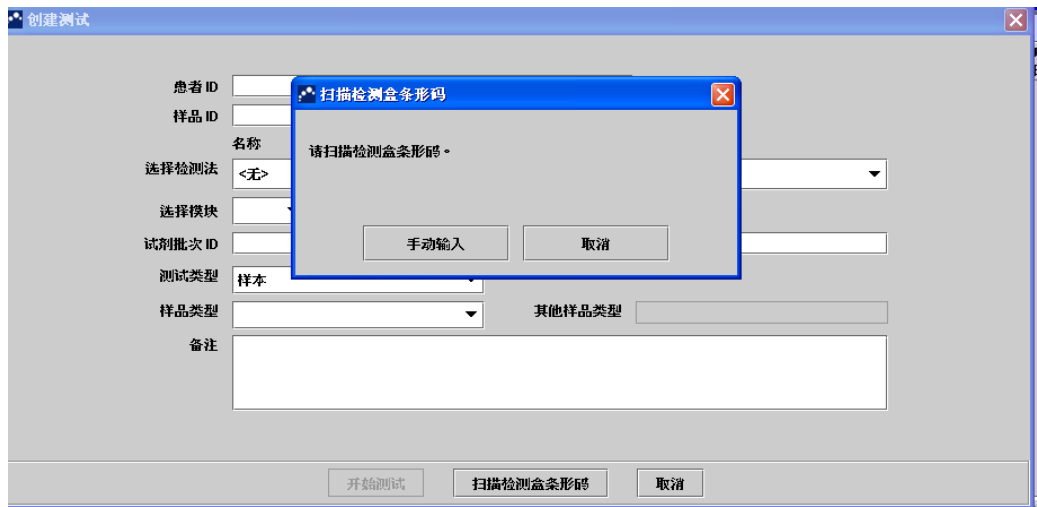 创建测试
患者 ID
扫描检测盒条形码
样品 ID
名称
请扫描检测盒条形码。
选择检测法
<无>
选择模块
手动输入
取消
试剂批次 ID
测试类型
样本
样品类型
其他样品类型
备注
开始测试
扫描检测盒条形码
取消